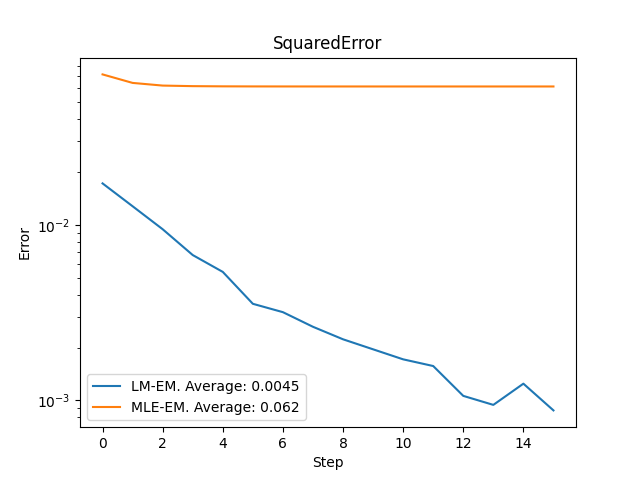 SquaredError
Error
10⁻²
10⁻³
LM-EM. Average: 0.0045
MLE-EM. Average: 0.062
0 2 4 6 8 10 12 14
Step